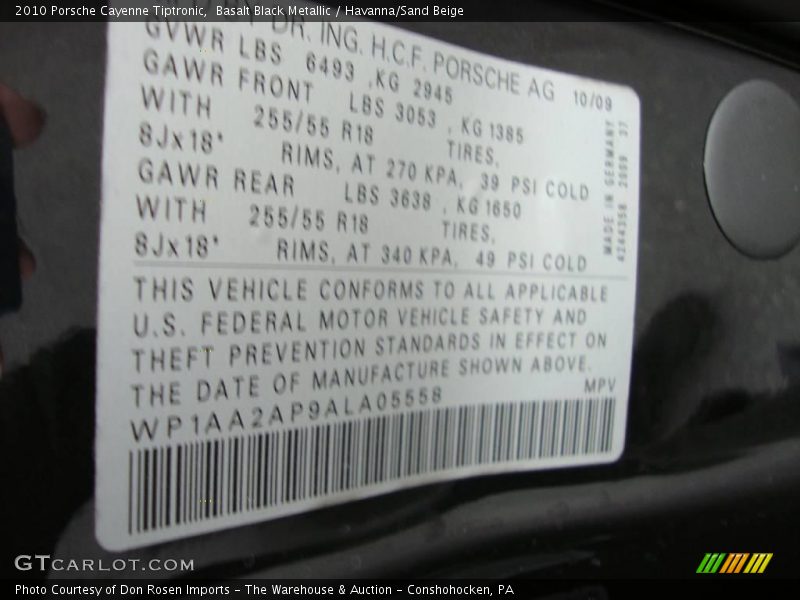 2010 Porsche Cayenne Tiptronic,  Basalt Black Metallic / Havanna/Sand Beige
DR. ING. H.C.F. PORSCHE AG 10/09
GVWR LBS 6493 ,KG 2945
GAWR FRONT LBS 3053 , KG 1385
WITH 255/55 R18 TIRES,
8Jx18" RIMS, AT 270 KPA, 39 PSI COLD
GAWR REAR LBS 3638 , KG 1650
WITH 255/55 R18 TIRES,
8Jx18" RIMS, AT 340 KPA, 49 PSI COLD
MADE IN GERMANY
4244358 2009 37
THIS VEHICLE CONFORMS TO ALL APPLICABLE
U.S. FEDERAL MOTOR VEHICLE SAFETY AND
THEFT PREVENTION STANDARDS IN EFFECT ON
THE DATE OF MANUFACTURE SHOWN ABOVE.
WP1AA2AP9ALA05558 MPV
GTCARLOT.COM
Photo Courtesy of Don Rosen Imports - The Warehouse & Auction - Conshohocken, PA